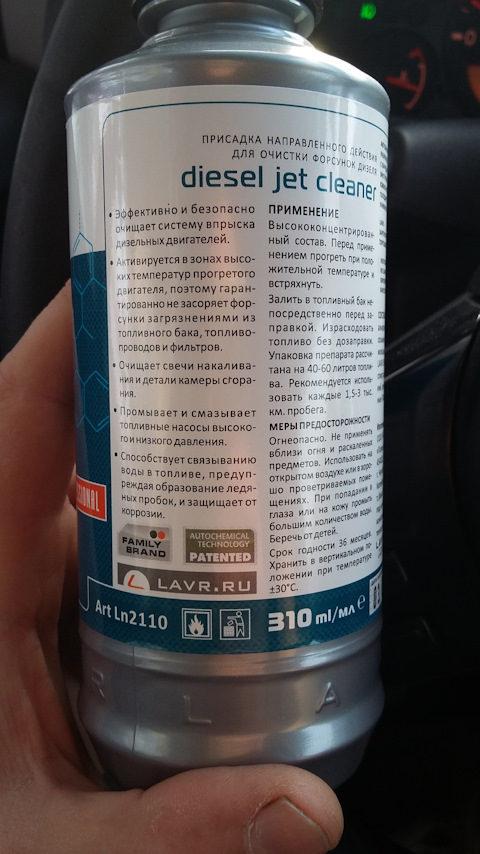 ПРИСАДКА НАПРАВЛЕННОГО ДЕЙСТВИЯ
ДЛЯ ОЧИСТКИ ФОРСУНОК ДИЗЕЛЯ
diesel jet cleaner
• Эффективно и безопасно
очищает систему впрыска
дизельных двигателей.
• Активируется в зонах высо-
ких температур прогретого
двигателя, поэтому гаран-
тированно не засоряет фор-
сунки загрязнениями из
топливного бака, топливо-
проводов и фильтров.
• Очищает свечи накалива-
ния и детали камеры сгора-
ния.
• Промывает и смазывает
топливные насосы высоко-
го и низкого давления.
• Способствует связыванию
воды в топливе, предуп-
реждая образование ледя-
ных пробок, и защищает от
коррозии.
ПРИМЕНЕНИЕ
Высококонцентрирован-
ный состав. Перед приме-
нением прогреть при поло-
жительной температуре и
встряхнуть.
Залить в топливный бак не-
посредственно перед за-
правкой. Израсходовать
топливо без дозаправки.
Упаковка препарата рассчи-
тана на 40-60 литров топли-
ва. Рекомендуется исполь-
зовать каждые 1,5-3 тыс.
км. пробега.
МЕРЫ ПРЕДОСТОРОЖНОСТИ
Огнеопасно. Не применять
вблизи огня и раскаленных
предметов. Использовать на
открытом воздухе или в хоро-
шо проветриваемых поме-
щениях. При попадании в
глаза или на кожу промыть
большим количеством воды.
Беречь от детей.
Срок годности 36 месяцев.
Хранить в вертикальном по-
ложении при температуре
±30°С.
FAMILY
BRAND
AUTOCHEMICAL
TECHNOLOGY
PATENTED
LAVR.RU
Art Ln2110
310 ml/мл ℮
SIONAL
R L A